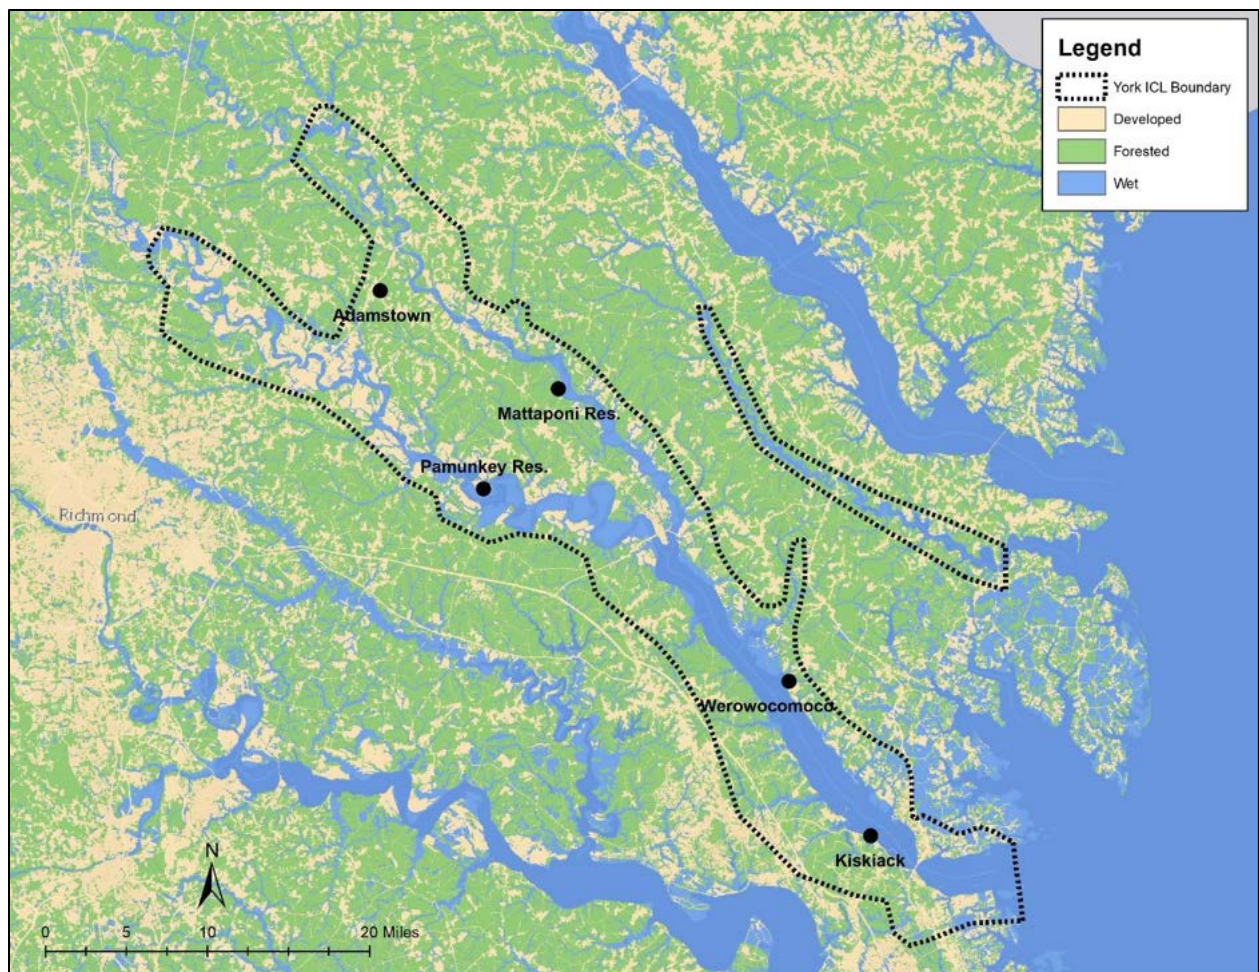 Legend
York ICL Boundary
Developed
Forested
Wet
Adamstown
Mattaponi Res.
Pamunkey Res.
Richmond
Werowocomoco
Kiskiack
N
0 5 10 20 Miles